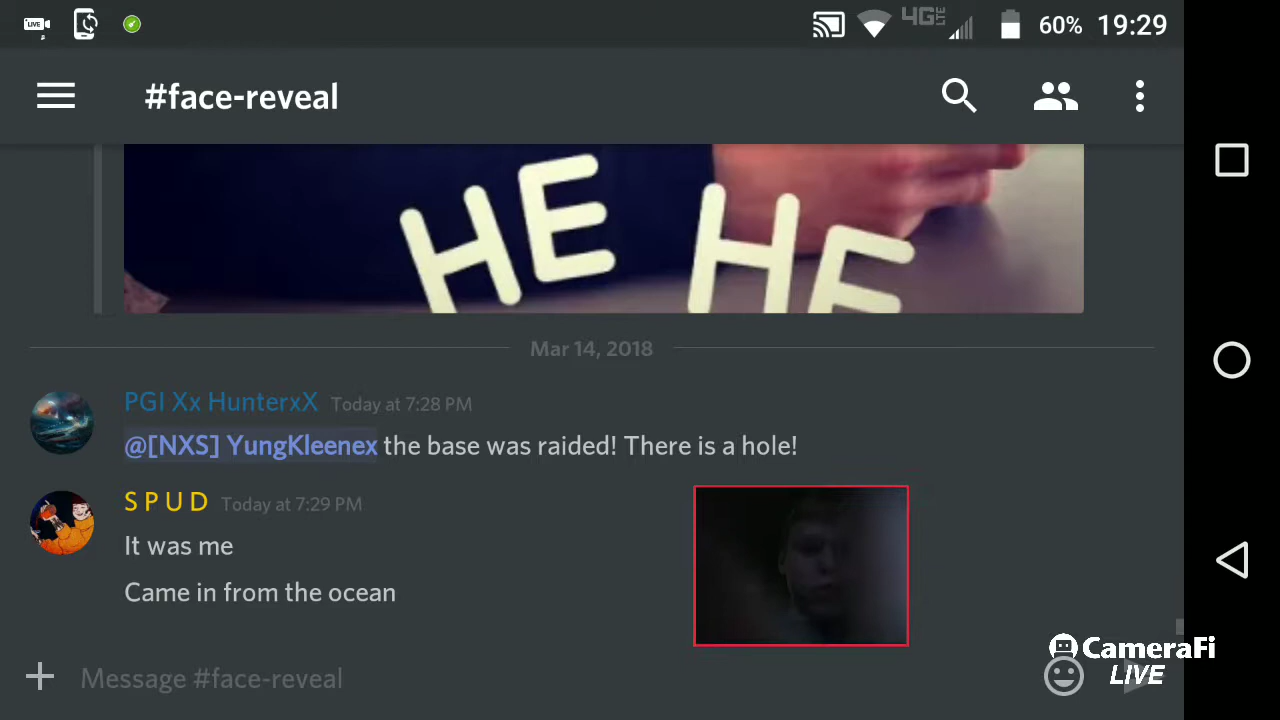 LIVE
4G LTE
60% 19:29
#face-reveal
HE HE
Mar 14, 2018
PGI Xx HunterxX Today at 7:28 PM
@[NXS] YungKleenex the base was raided! There is a hole!
S P U D Today at 7:29 PM
It was me
Came in from the ocean
Message #face-reveal
CameraFi
LIVE